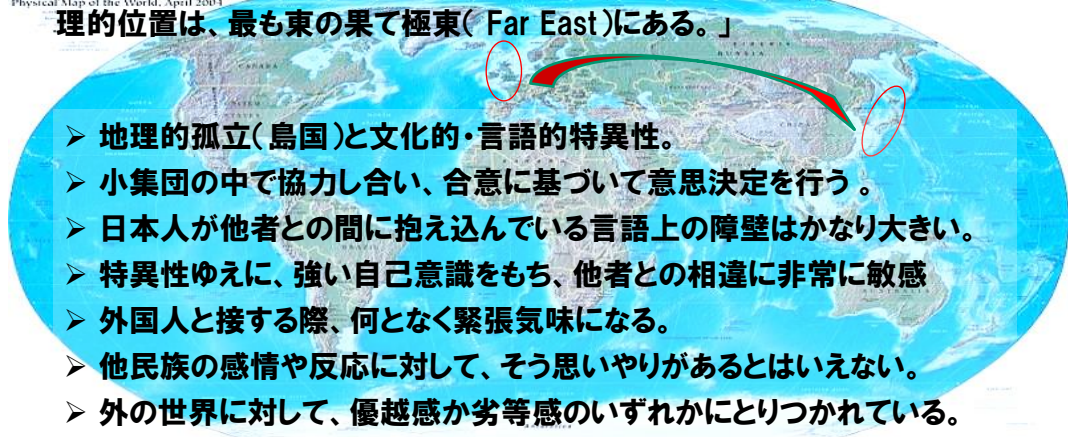 Physical Map of the World, April 2004
理的位置は、最も東の果て極東( Far East)にある。」
RUSSIA
CANADA
CHINA
➢ 地理的孤立(島国)と文化的・言語的特異性。
➢ 小集団の中で協力し合い、合意に基づいて意思決定を行う 。
➢ 日本人が他者との間に抱え込んでいる言語上の障壁はかなり大きい。
➢ 特異性ゆえに、強い自己意識をもち、他者との相違に非常に敏感
➢ 外国人と接する際、何となく緊張気味になる。
➢ 他民族の感情や反応に対して、そう思いやりがあるとはいえない。
➢ 外の世界に対して、優越感か劣等感のいずれかにとりつかれている。